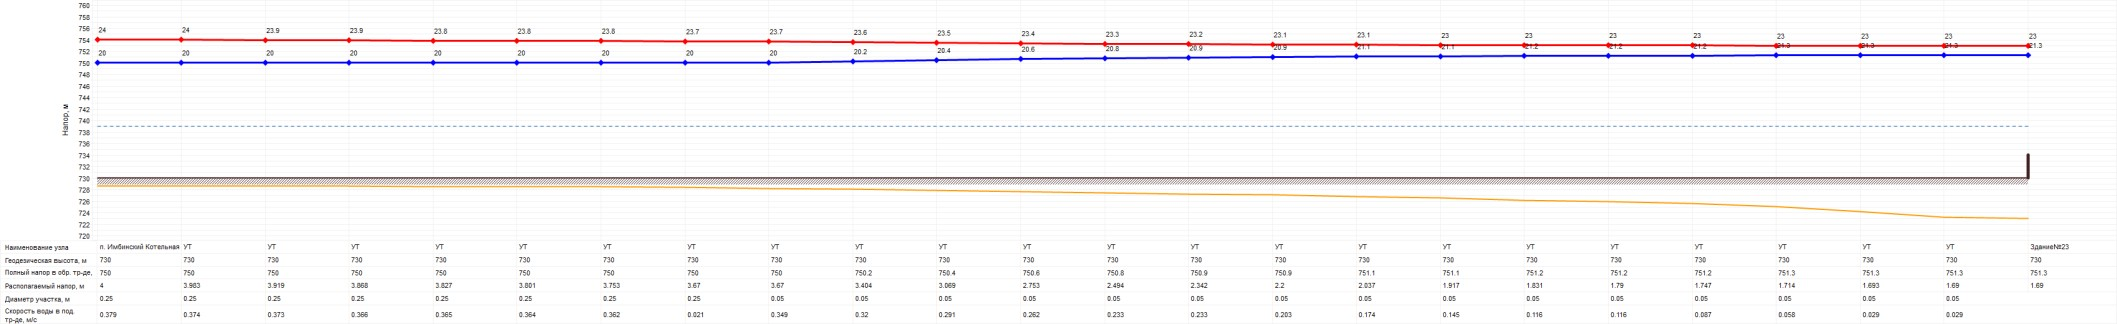 760
758
756
754
752
750
748
746
744
742
740
738
736
734
732
730
728
726
724
722
720
Напор, м
24 24 23.9 23.9 23.8 23.8 23.8 23.7 23.7 23.6 23.5 23.4 23.3 23.2 23.1 23.1 23 23 23 23 23 23 23 23
20 20 20 20 20 20 20 20 20 20.2 20.4 20.6 20.8 20.9 20.9 21.1 21.1 21.2 21.2 21.2 21.3 21.3 21.3 21.3
Наименование узла п. Имбинский Котельная УТ УТ УТ УТ УТ УТ УТ УТ УТ УТ УТ УТ УТ УТ УТ УТ УТ УТ УТ УТ УТ УТ Здание№23
Геодезическая высота, м 730 730 730 730 730 730 730 730 730 730 730 730 730 730 730 730 730 730 730 730 730 730 730 730
Полный напор в обр. тр-де, 750 750 750 750 750 750 750 750 750 750.2 750.4 750.6 750.8 750.9 750.9 751.1 751.1 751.2 751.2 751.2 751.3 751.3 751.3 751.3
Располагаемый напор, м 4 3.983 3.919 3.868 3.827 3.801 3.753 3.67 3.67 3.404 3.069 2.753 2.494 2.342 2.2 2.037 1.917 1.831 1.79 1.747 1.714 1.693 1.69 1.69
Диаметр участка, м 0.25 0.25 0.25 0.25 0.25 0.25 0.25 0.25 0.05 0.05 0.05 0.05 0.05 0.05 0.05 0.05 0.05 0.05 0.05 0.05 0.05 0.05 0.05
Скорость воды в под. тр-де, м/с 0.379 0.374 0.373 0.366 0.365 0.364 0.362 0.021 0.349 0.32 0.291 0.262 0.233 0.233 0.203 0.174 0.145 0.116 0.116 0.087 0.058 0.029 0.029